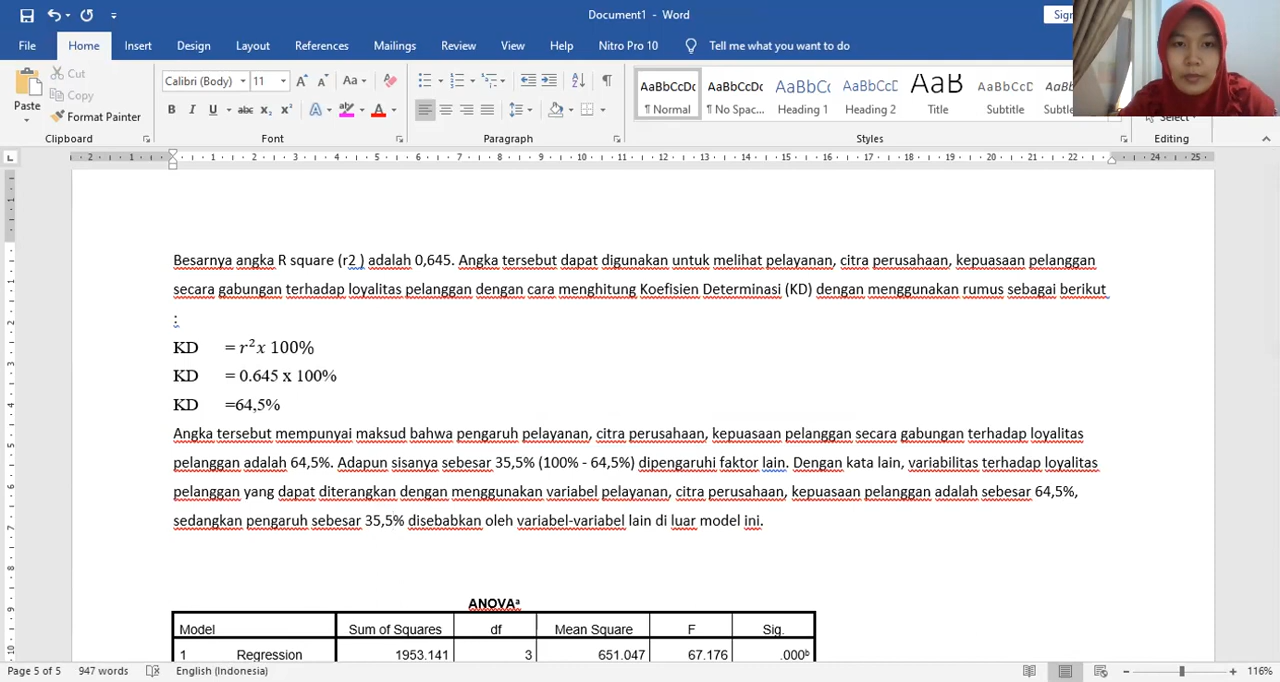 Document1 - Word
Sign
File Home Insert Design Layout References Mailings Review View Help Nitro Pro 10 Tell me what you want to do
Paste
Cut
Copy
Format Painter
Calibri (Body) 11
AaBbCcDc AaBbCcDc AaBbCc AaBbCcC AaB AaBbCcD
¶ Normal ¶ No Spac... Heading 1 Heading 2 Title Subtitle Subtitle
Select
Clipboard Font Paragraph Styles Editing
Besarnya angka R square (r2 ) adalah 0,645. Angka tersebut dapat digunakan untuk melihat pelayanan, citra perusahaan, kepuasaan pelanggan
secara gabungan terhadap loyalitas pelanggan dengan cara menghitung Koefisien Determinasi (KD) dengan menggunakan rumus sebagai berikut
:
KD = r²x 100%
KD = 0.645 x 100%
KD =64,5%
Angka tersebut mempunyai maksud bahwa pengaruh pelayanan, citra perusahaan, kepuasaan pelanggan secara gabungan terhadap loyalitas
pelanggan adalah 64,5%. Adapun sisanya sebesar 35,5% (100% - 64,5%) dipengaruhi faktor lain. Dengan kata lain, variabilitas terhadap loyalitas
pelanggan yang dapat diterangkan dengan menggunakan variabel pelayanan, citra perusahaan, kepuasaan pelanggan adalah sebesar 64,5%,
sedangkan pengaruh sebesar 35,5% disebabkan oleh variabel-variabel lain di luar model ini.
ANOVAᵃ
Model Sum of Squares df Mean Square F Sig.
1 Regression 1953.141 3 651.047 67.176 .000ᵇ
Page 5 of 5 947 words English (Indonesia) 116%